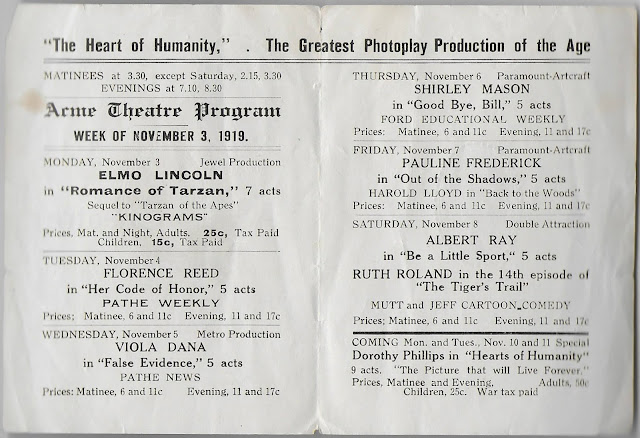 "The Heart of Humanity," . The Greatest Photoplay Production of the Age
MATINEES at 3.30, except Saturday, 2.15, 3.30
EVENINGS at 7.10, 8.30
Acme Theatre Program
WEEK OF NOVEMBER 3, 1919.
MONDAY, November 3 Jewel Production
ELMO LINCOLN
in "Romance of Tarzan," 7 acts
Sequel to "Tarzan of the Apes"
"KINOGRAMS"
Prices, Mat. and Night, Adults. 25c, Tax Paid
Children, 15c, Tax Paid
TUESDAY, November 4
FLORENCE REED
in "Her Code of Honor," 5 acts
PATHE WEEKLY
Prices; Matinee, 6 and 11c Evening, 11 and 17c
WEDNESDAY, November 5 Metro Production
VIOLA DANA
in "False Evidence," 5 acts
PATHE NEWS
Prices: Matinee, 6 and 11c Evening, 11 and 17c
THURSDAY, November 6 Paramount-Artcraft
SHIRLEY MASON
in "Good Bye, Bill," 5 acts
FORD EDUCATIONAL WEEKLY
Prices: Matinee, 6 and 11c Evening, 11 and 17c
FRIDAY, November 7 Paramount-Artcraft
PAULINE FREDERICK
in "Out of the Shadows," 5 acts
HAROLD LLOYD in "Back to the Woods"
Prices: Matinee, 6 and 11c Evening, 11 and 17c
SATURDAY, November 8 Double Attraction
ALBERT RAY
in "Be a Little Sport," 5 acts
RUTH ROLAND in the 14th episode of
"The Tiger's Trail"
MUTT and JEFF CARTOON COMEDY
Prices; Matinee, 6 and 11c Evening, 11 and 17c
COMING Mon. and Tues., Nov. 10 and 11 Special
Dorothy Phillips in "Hearts of Humanity"
9 acts. "The Picture that will Live Forever."
Prices, Matinee and Evening, Adults, 50c
Children, 25c. War tax paid